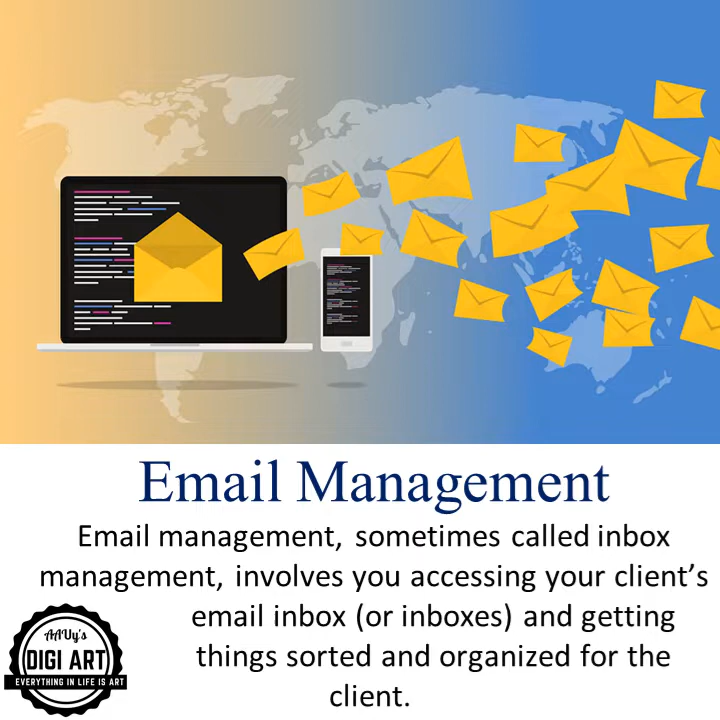 Email Management
Email management, sometimes called inbox
management, involves you accessing your client’s
email inbox (or inboxes) and getting
things sorted and organized for the
client.
AAUy's
DIGI ART
EVERYTHING IN LIFE IS ART